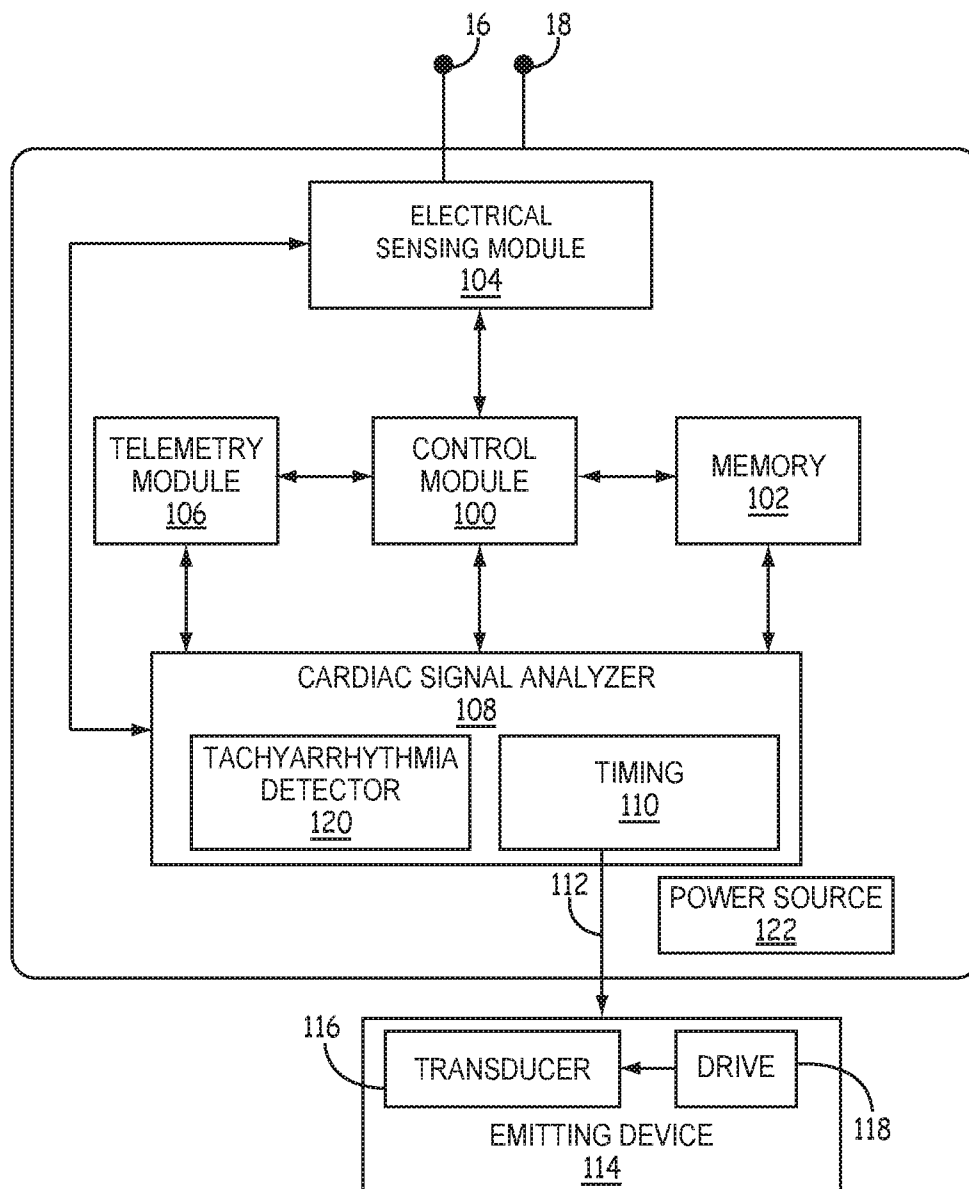 16
18
ELECTRICAL
SENSING MODULE
104
TELEMETRY
MODULE
106
CONTROL
MODULE
100
MEMORY
102
CARDIAC SIGNAL ANALYZER
108
TACHYARRHYTHMIA
DETECTOR
120
TIMING
110
112
POWER SOURCE
122
116
TRANSDUCER
DRIVE
118
EMITTING DEVICE
114